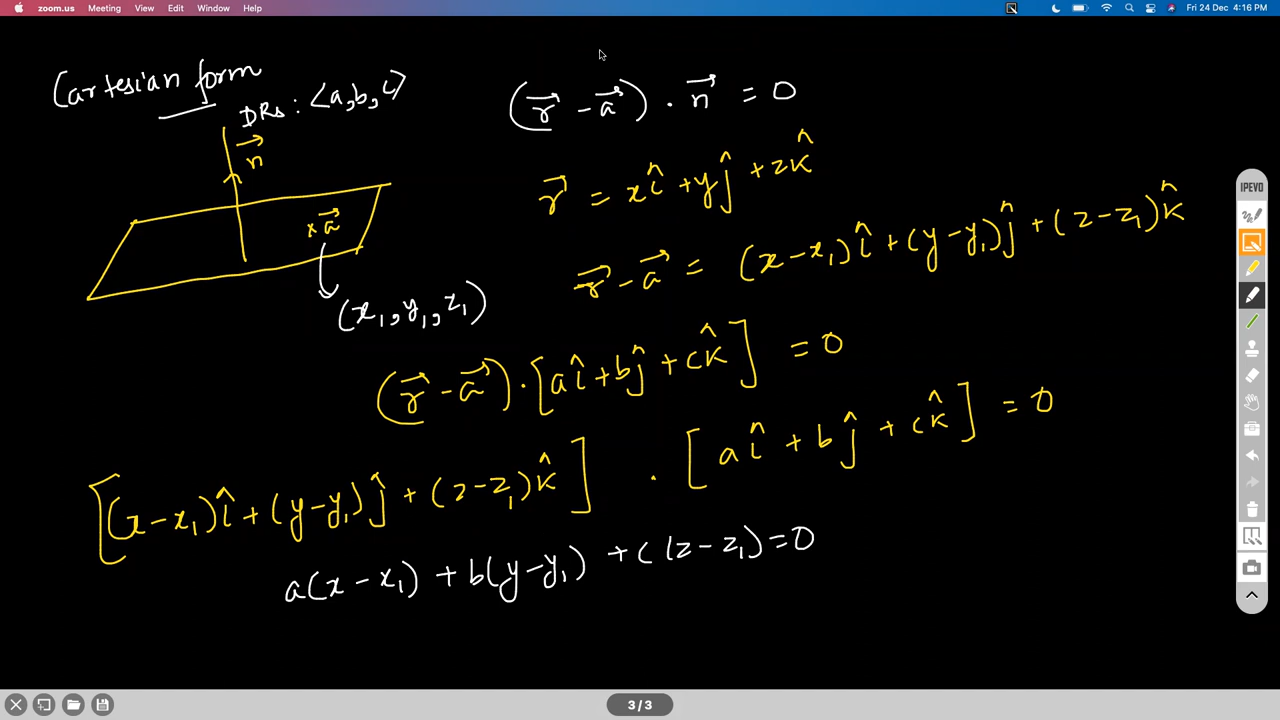 zoom.us Meeting View Edit Window Help Fri 24 Dec 4:16 PM
Cartesian form
DRs: <a, b, c>
(r⃗ - a⃗) . n⃗ = 0
n⃗
r⃗ = xî + yĵ + zk̂
× a⃗
r⃗ - a⃗ = (x - x₁)î + (y - y₁)ĵ + (z - z₁)k̂
(x₁, y₁, z₁)
(r⃗ - a⃗) . [aî + bĵ + ck̂] = 0
[(x - x₁)î + (y - y₁)ĵ + (z - z₁)k̂] . [aî + bĵ + ck̂] = 0
a(x - x₁) + b(y - y₁) + c(z - z₁) = 0
IPEVO
3/3